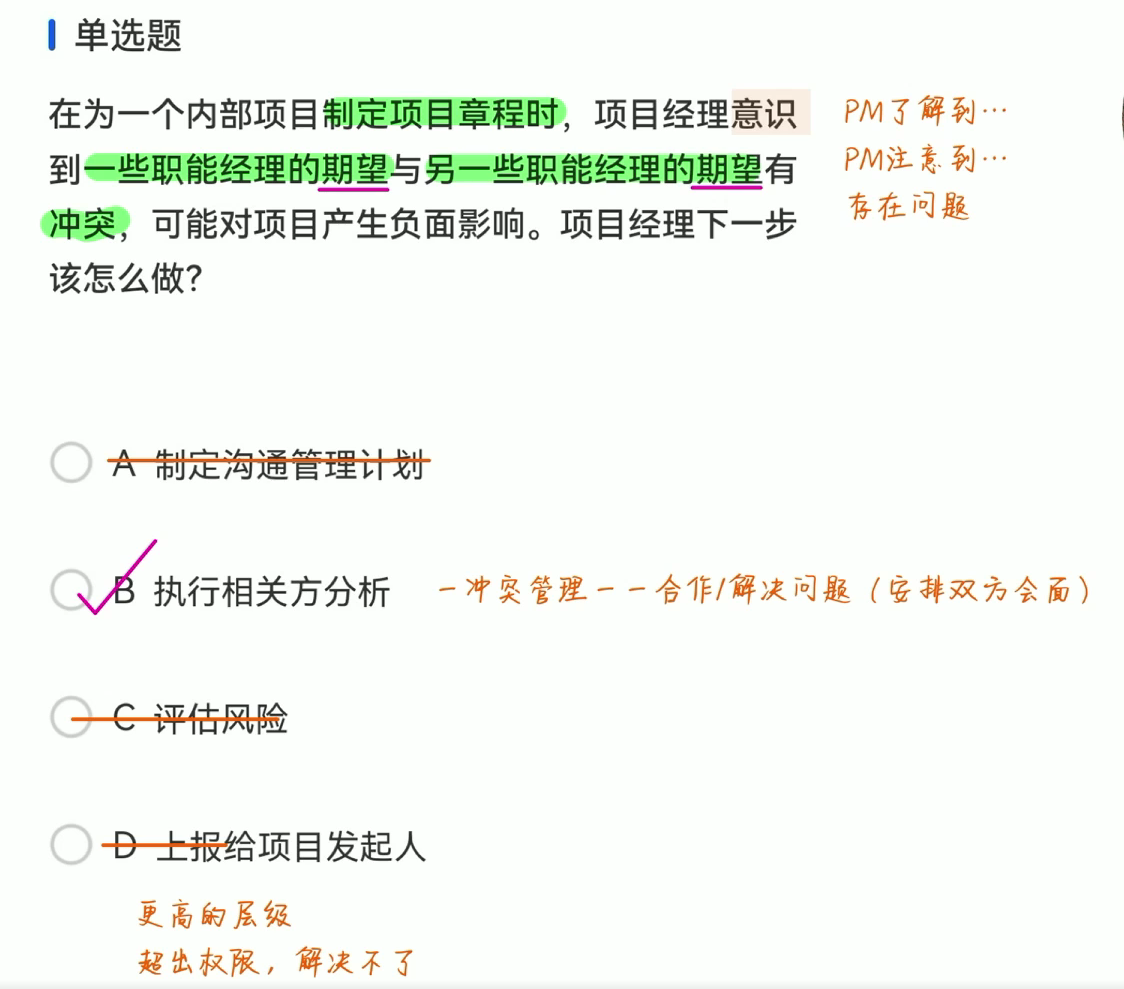 单选题
在为一个内部项目制定项目章程时，项目经理意识
到一些职能经理的期望与另一些职能经理的期望有
冲突，可能对项目产生负面影响。项目经理下一步
该怎么做？
PM了解到…
PM注意到…
存在问题
A 制定沟通管理计划
B 执行相关方分析
－冲突管理－－合作/解决问题（安排双方会面）
C 评估风险
D 上报给项目发起人
更高的层级
超出权限，解决不了